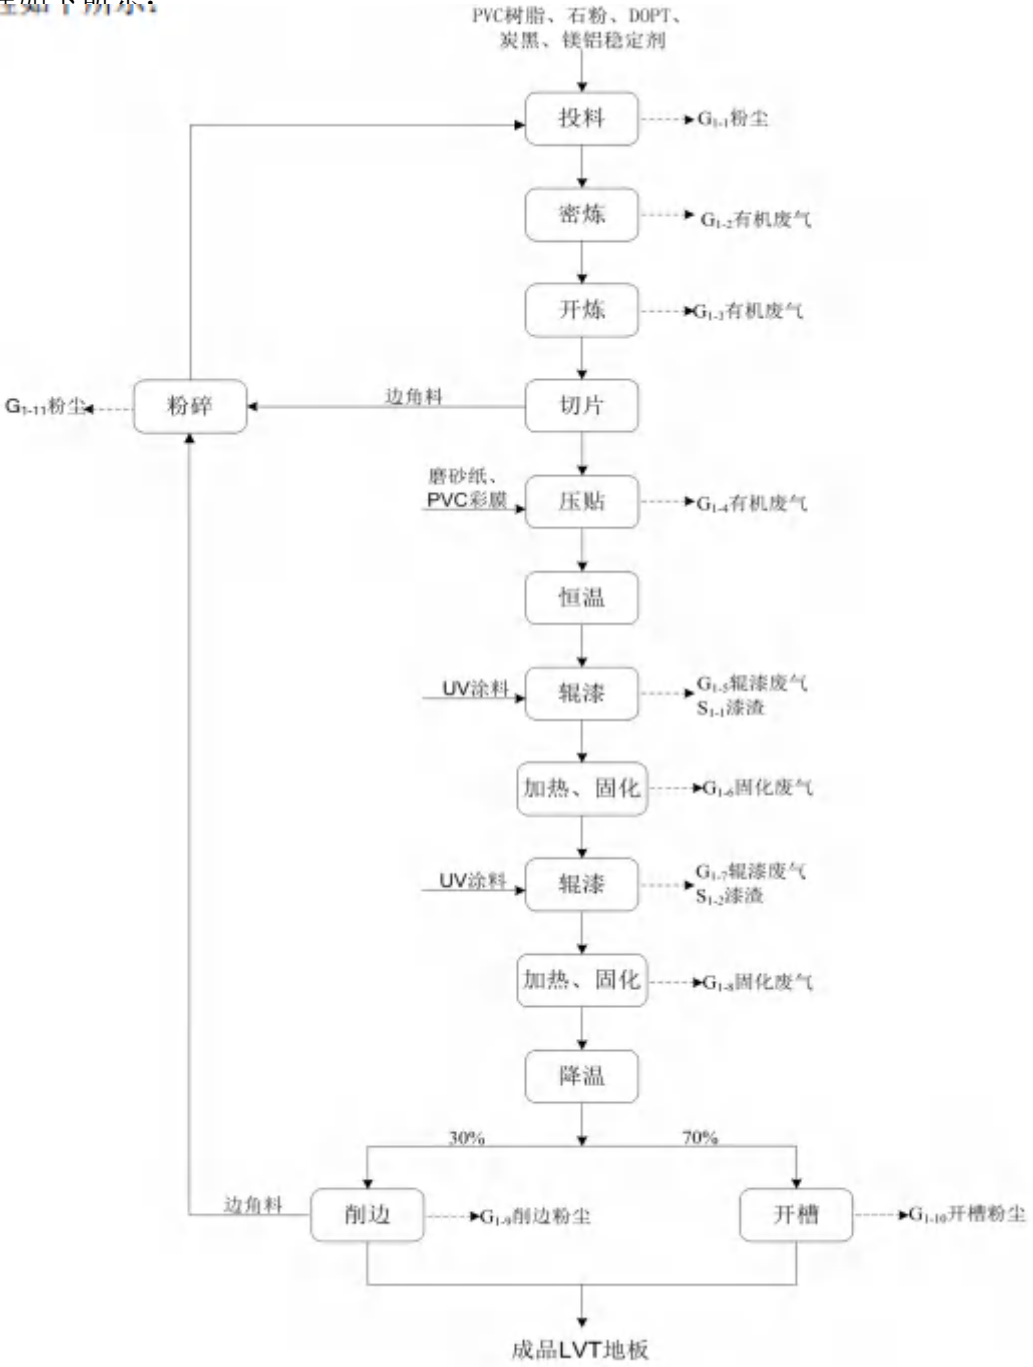 PVC树脂、石粉、DOPT、
炭黑、镁铝稳定剂
投料
G₁₋₁粉尘
密炼
G₁₋₂有机废气
开炼
G₁₋₃有机废气
G₁₋₁₁粉尘
粉碎
边角料
切片
磨砂纸、
PVC彩膜
压贴
G₁₋₄有机废气
恒温
UV涂料
辊漆
G₁₋₅辊漆废气
S₁₋₁漆渣
加热、固化
G₁₋₆固化废气
UV涂料
辊漆
G₁₋₇辊漆废气
S₁₋₂漆渣
加热、固化
G₁₋₈固化废气
降温
30%
70%
边角料
削边
G₁₋₉削边粉尘
开槽
G₁₋₁₀开槽粉尘
成品LVT地板